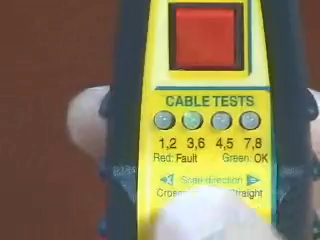 CABLE TESTS
1,2 3,6 4,5 7,8
Red: Fault Green: OK
Scan direction
Straight